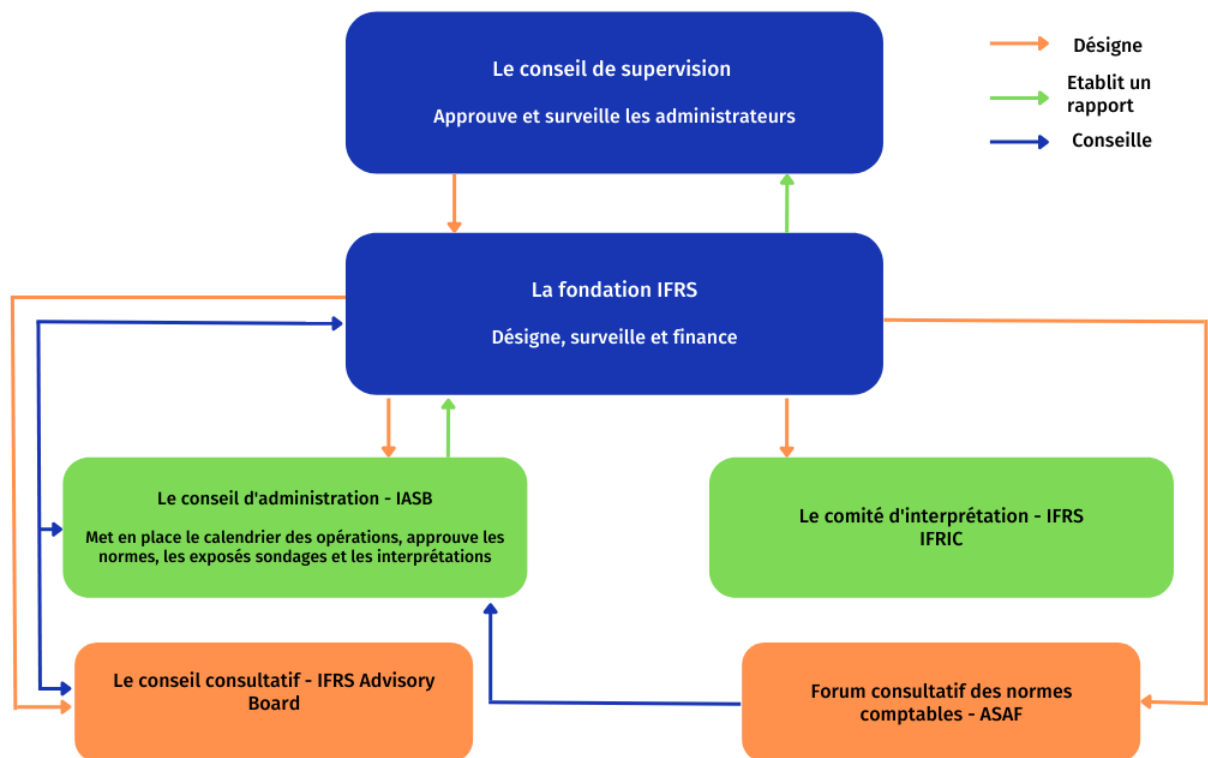 Le conseil de supervision
Approuve et surveille les administrateurs
Désigne
Etablit un
rapport
Conseille
La fondation IFRS
Désigne, surveille et finance
Le conseil d'administration - IASB
Met en place le calendrier des opérations, approuve les
normes, les exposés sondages et les interprétations
Le comité d'interprétation - IFRS
IFRIC
Le conseil consultatif - IFRS Advisory
Board
Forum consultatif des normes
comptables - ASAF